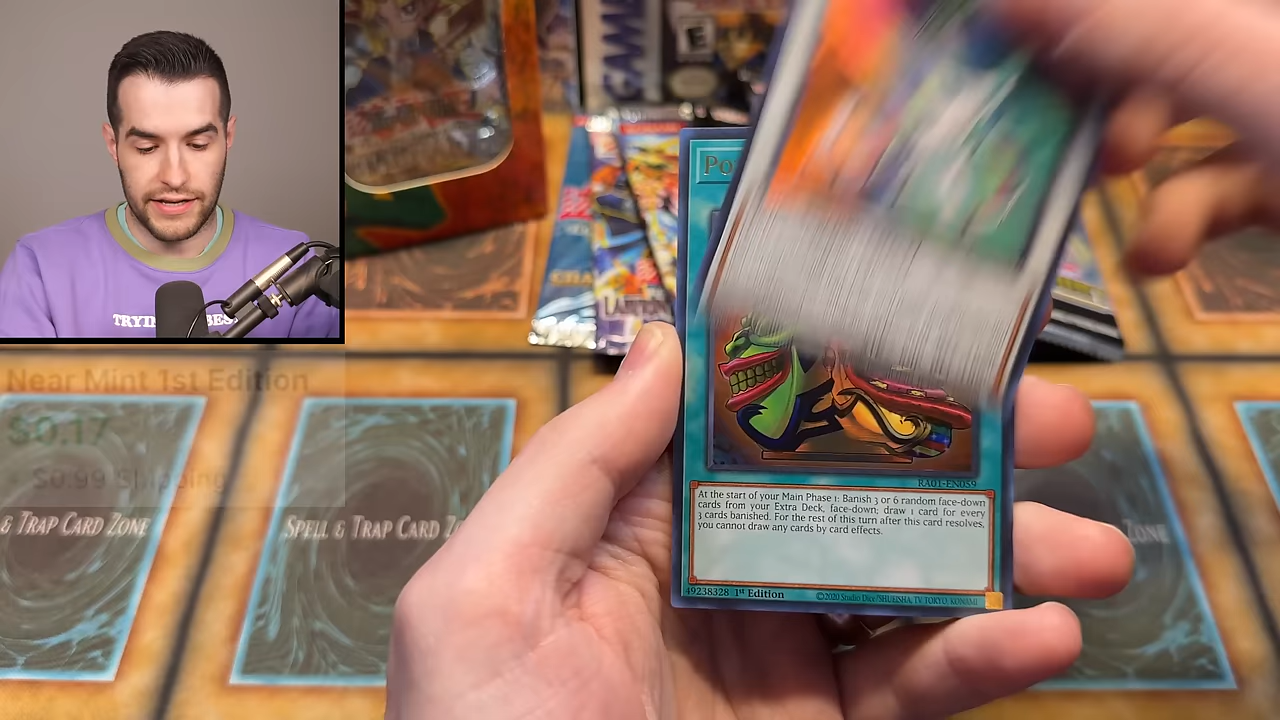 GAME
E
Po
TRYIN
BES
Near Mint 1st Edition
$0.17
$0.99 Shipping
RA01-EN059
At the start of your Main Phase 1: Banish 3 or 6 random face-down
cards from your Extra Deck, face-down; draw 1 card for every
3 cards banished. For the rest of this turn after this card resolves,
you cannot draw any cards by card effects.
& TRAP CARD ZONE
SPELL & TRAP CARD Z
ZONE
49238328 1st Edition
©2020 Studio Dice/SHUEISHA, TV TOKYO, KONAMI